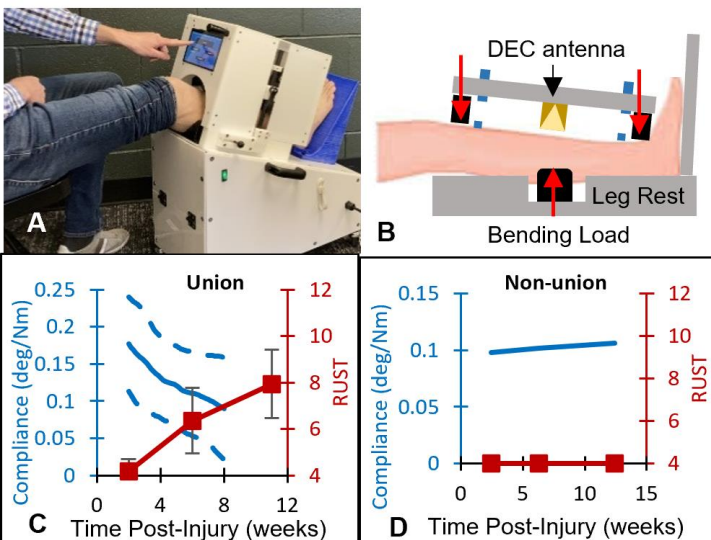 A
DEC antenna
Leg Rest
B
Bending Load
Union
Compliance (deg/Nm)
0.25
0.2
0.15
0.1
0.05
0
12
10
8
6
4
RUST
0 4 8 12
C
Time Post-Injury (weeks)
Non-union
Compliance (deg/Nm)
0.15
0.1
0.05
0
12
10
8
6
4
RUST
0 5 10 15
D
Time Post-Injury (weeks)